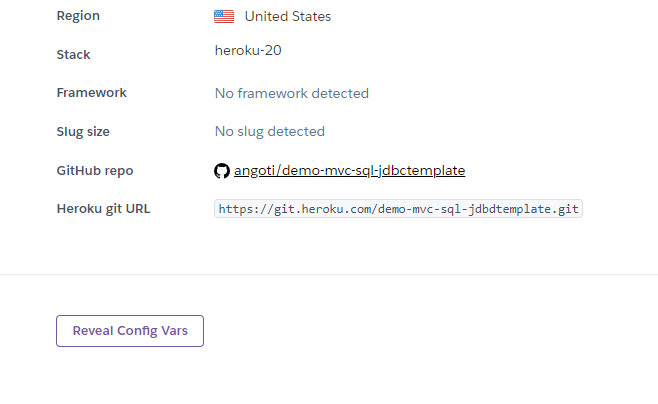 Region United States
Stack heroku-20
Framework No framework detected
Slug size No slug detected
GitHub repo angoti/demo-mvc-sql-jdbctemplate
Heroku git URL https://git.heroku.com/demo-mvc-sql-jdbdtemplate.git
Reveal Config Vars